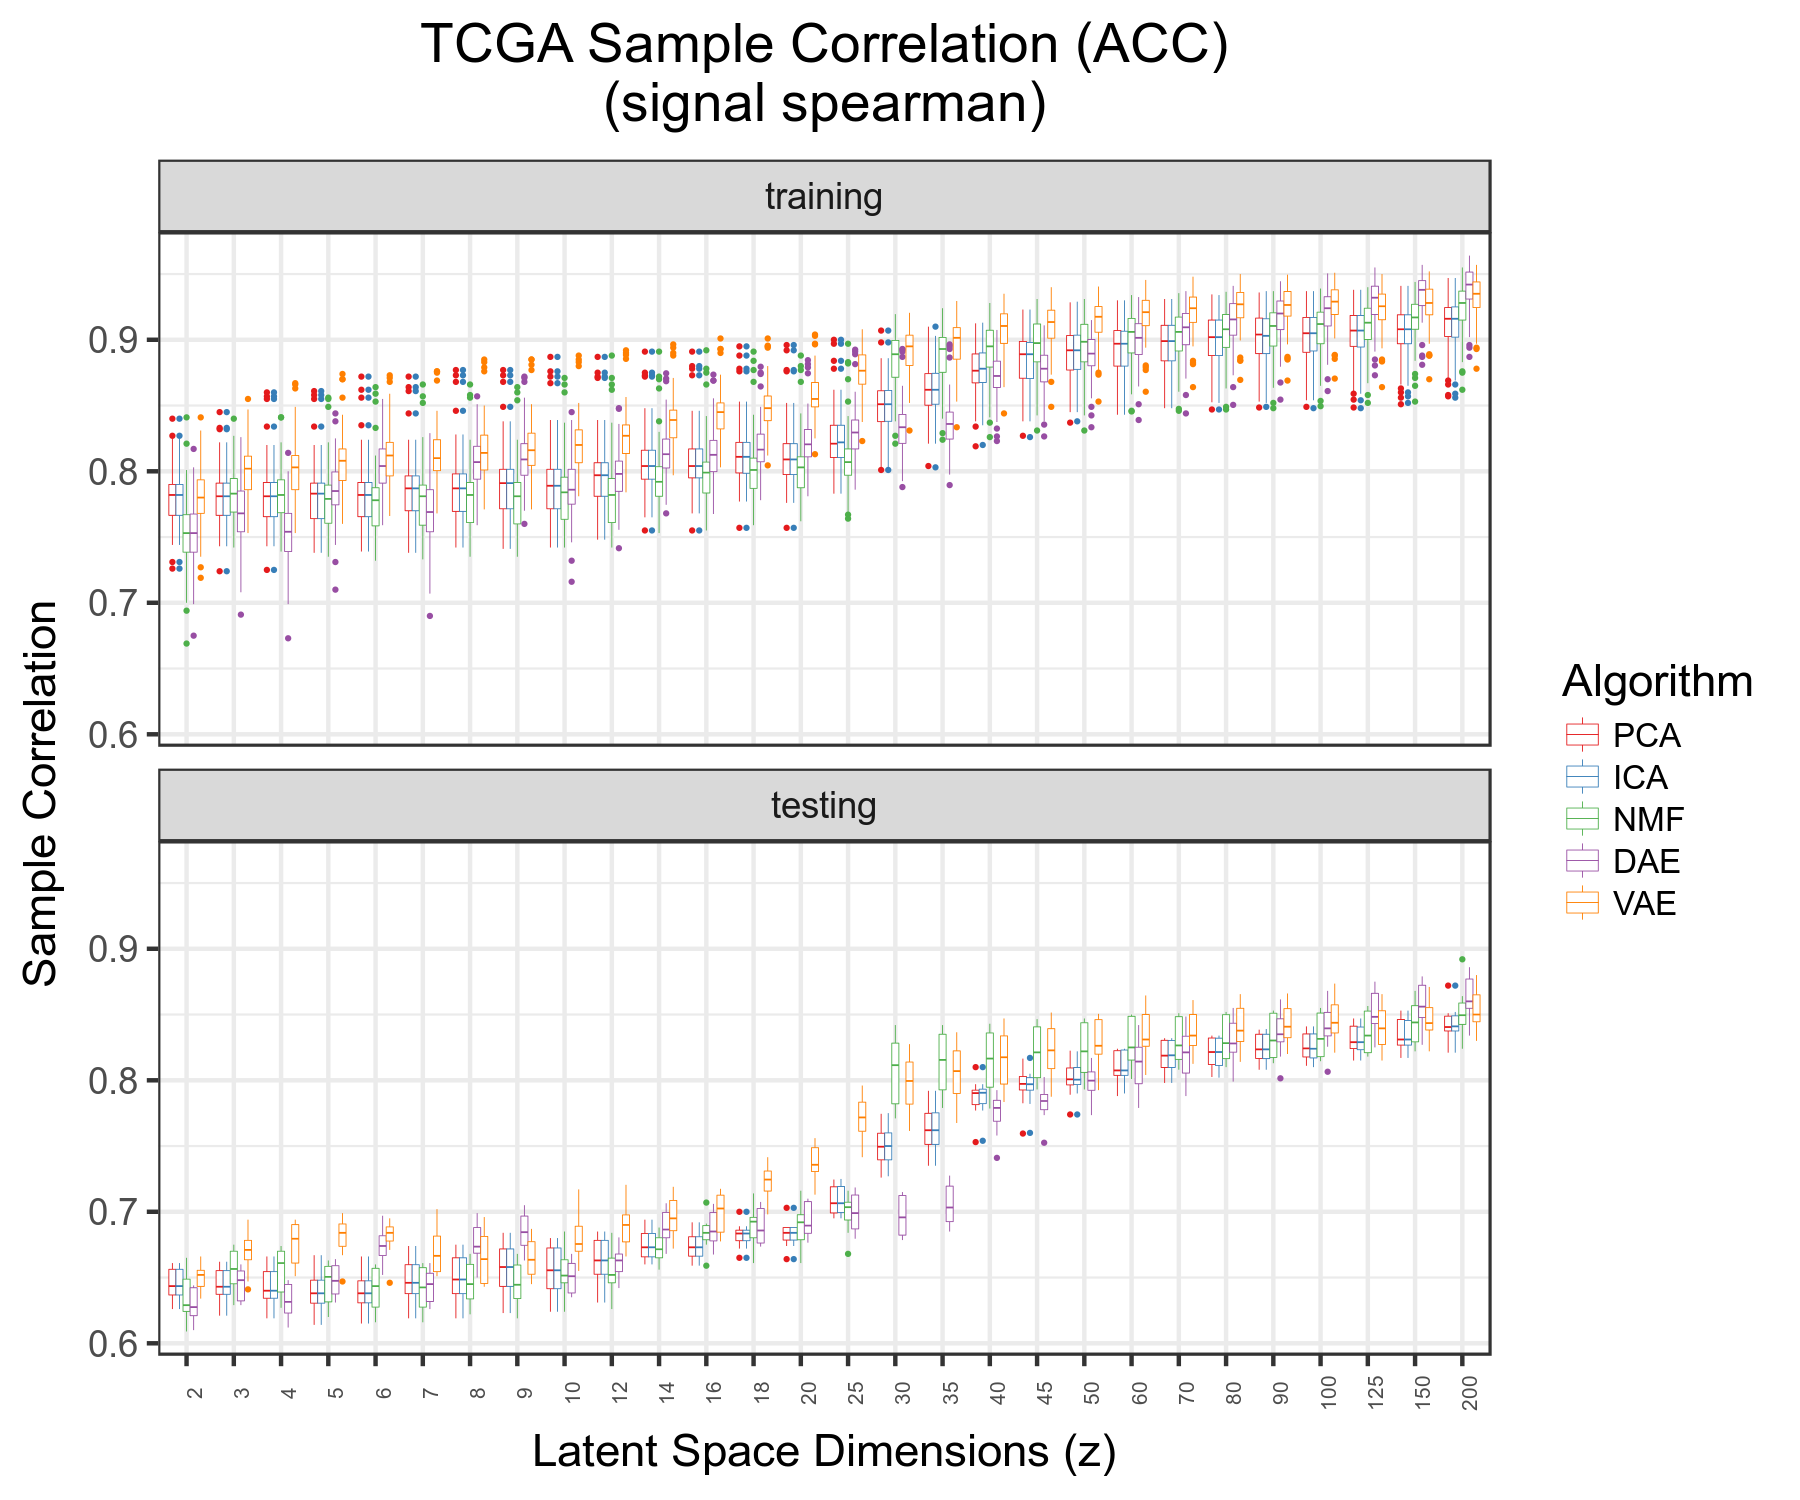 TCGA Sample Correlation (ACC)
(signal spearman)
training
0.9
0.8
0.7
0.6
testing
0.9
0.8
0.7
0.6
Sample Correlation
2 3 4 5 6 7 8 9 10 12 14 16 18 20 25 30 35 40 45 50 60 70 80 90 100 125 150 200
Latent Space Dimensions (z)
Algorithm
PCA
ICA
NMF
DAE
VAE